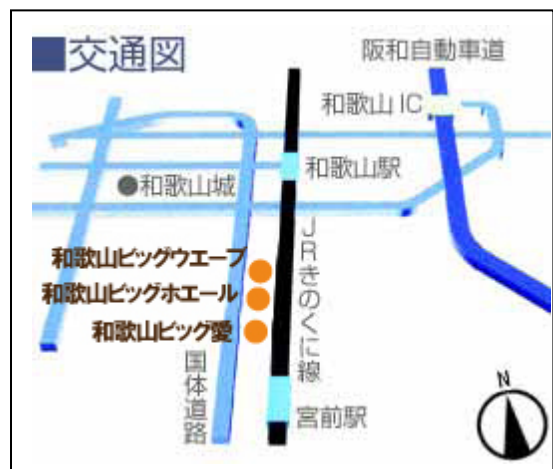 ■交通図
阪和自動車道
和歌山IC
和歌山駅
●和歌山城
和歌山ビッグウエーブ
和歌山ビッグホエール
和歌山ビッグ愛
JRきのくに線
国体道路
宮前駅
N